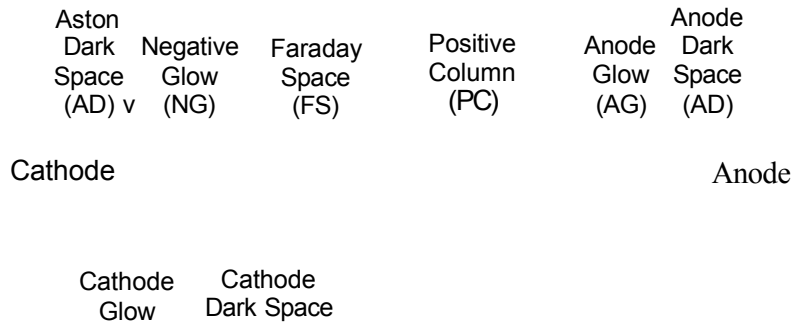 Aston
Dark
Space
(AD) v
Negative
Glow
(NG)
Faraday
Space
(FS)
Positive
Column
(PC)
Anode
Glow
(AG)
Anode
Dark
Space
(AD)
Cathode
Anode
Cathode
Glow
Cathode
Dark Space